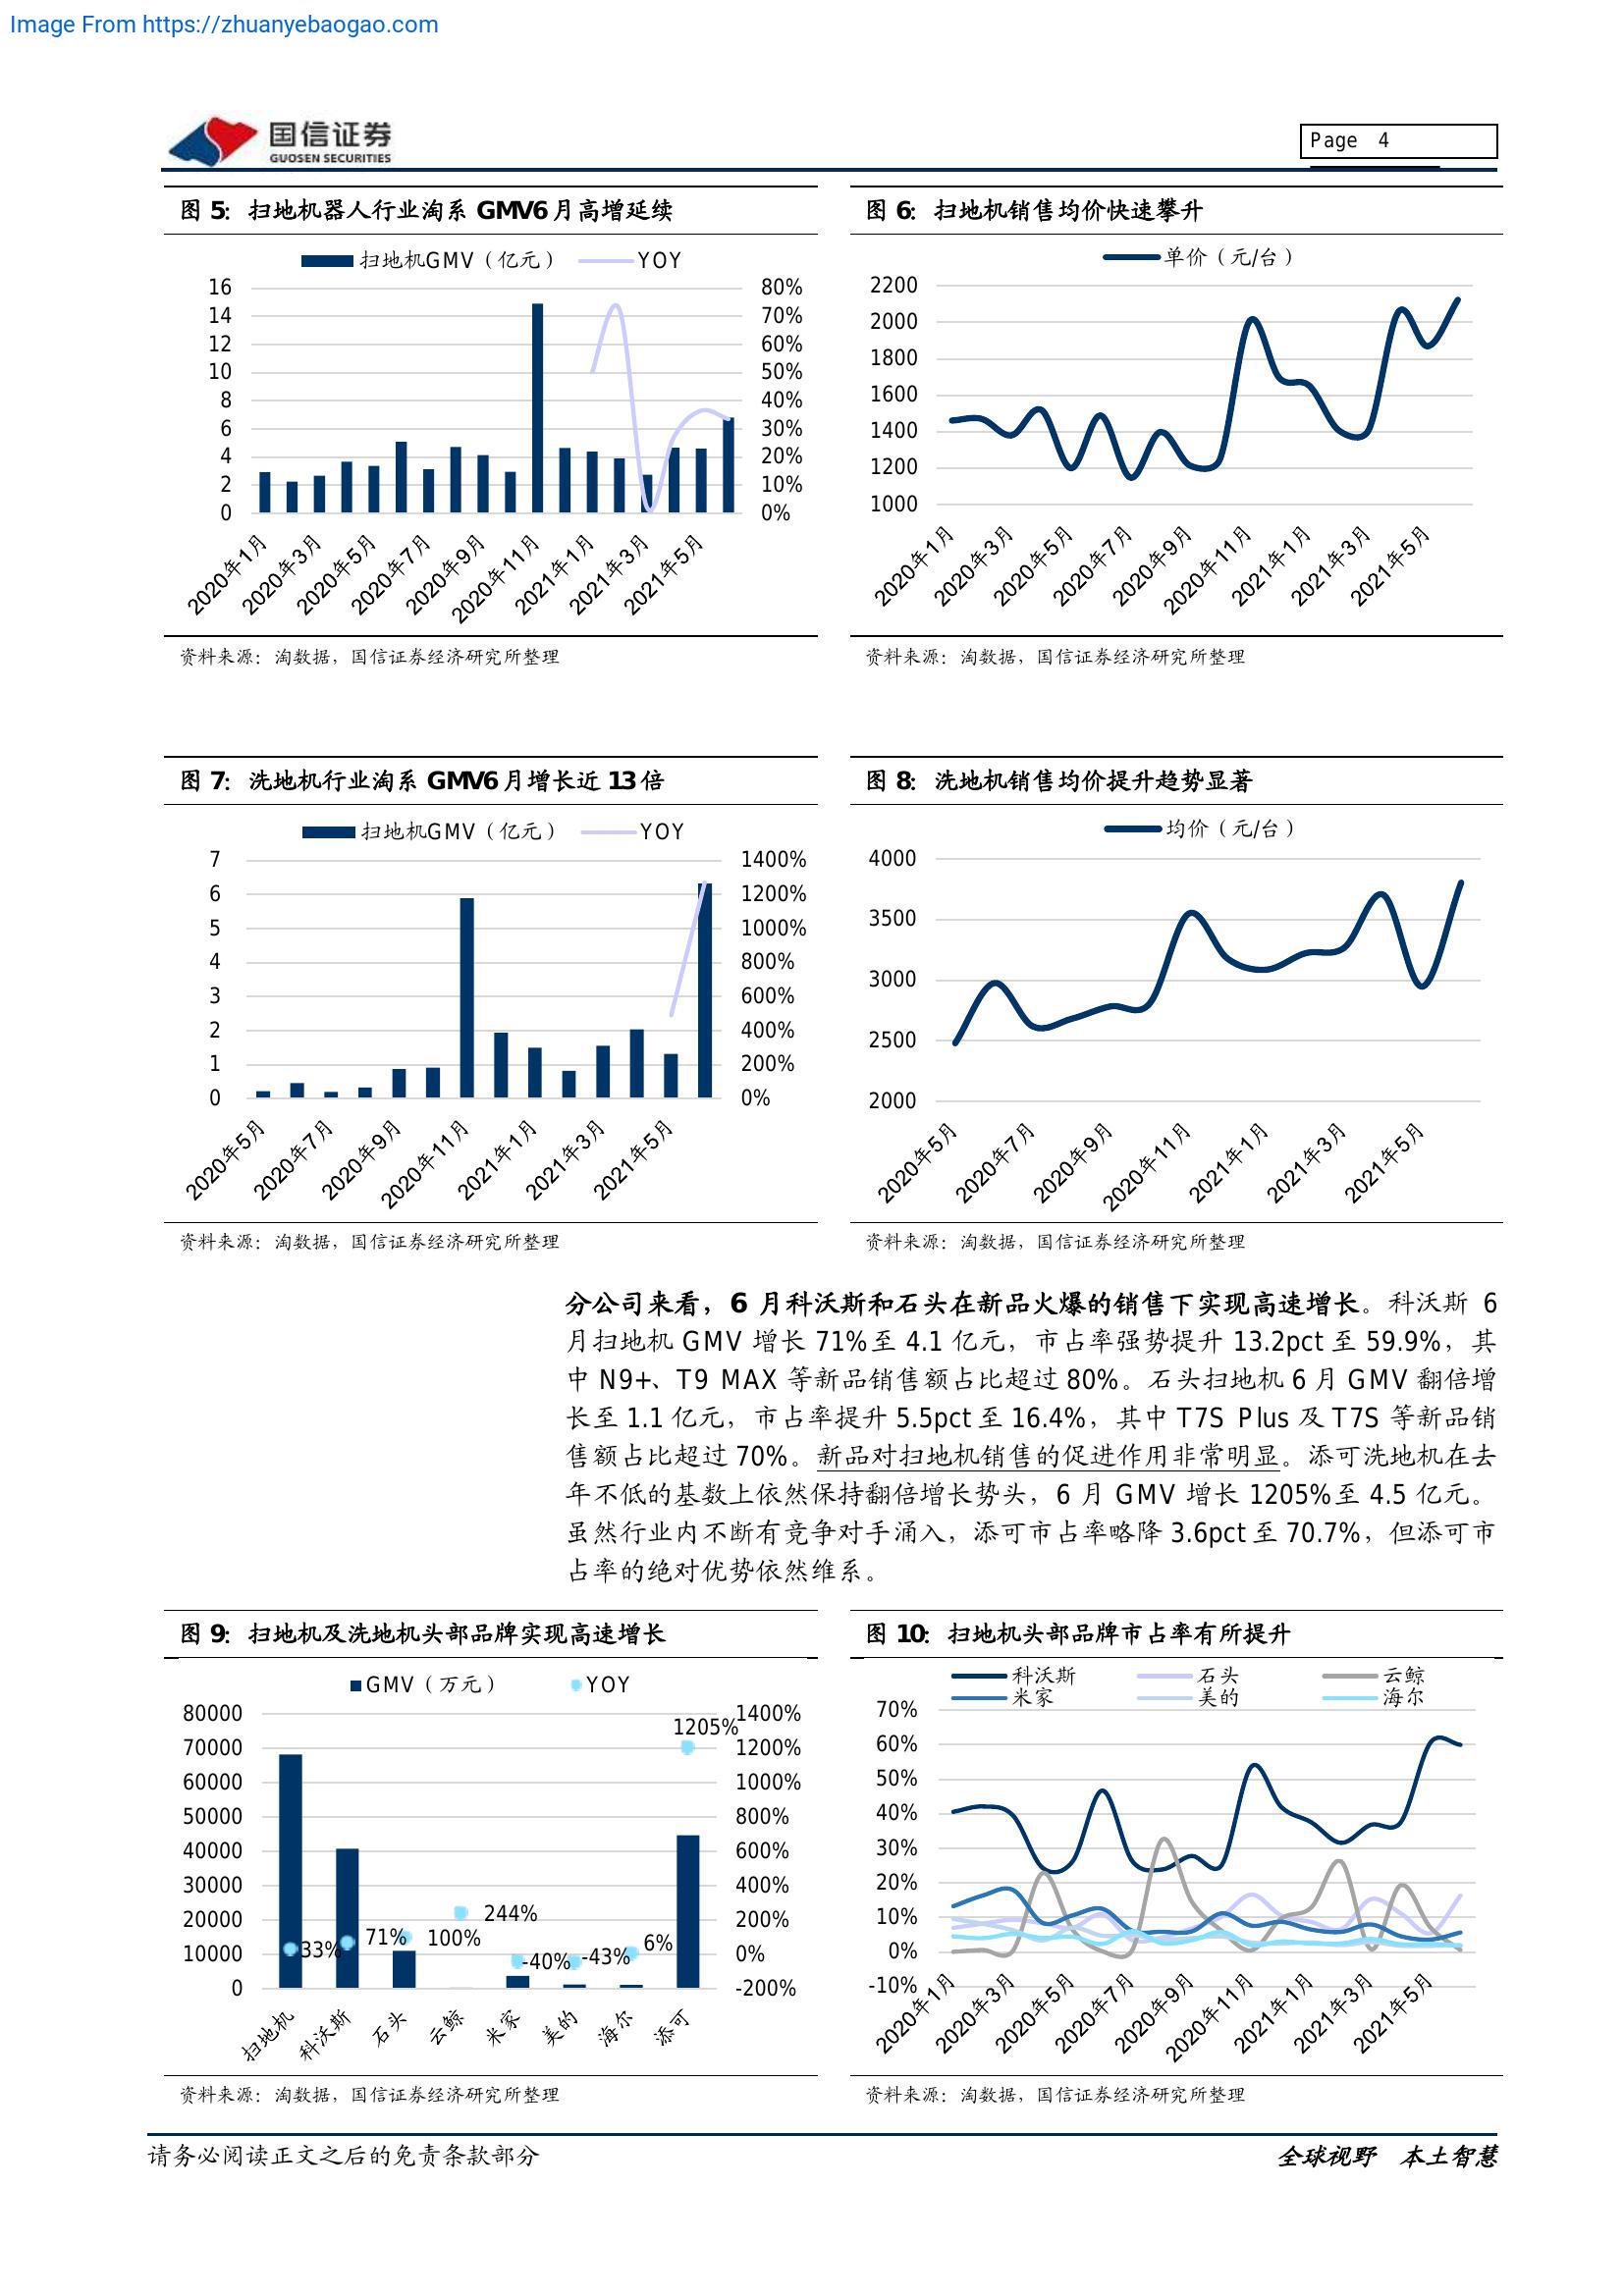 Image From https://zhuanyebaogao.com
国信证券
GUOSEN SECURITIES
Page 4
图 5：扫地机器人行业淘系 GMV6 月高增延续
扫地机GMV（亿元） YOY
16 80%
14 70%
12 60%
10 50%
8 40%
6 30%
4 20%
2 10%
0 0%
2020年1月 2020年3月 2020年5月 2020年7月 2020年9月 2020年11月 2021年1月 2021年3月 2021年5月
资料来源：淘数据，国信证券经济研究所整理
图 6：扫地机销售均价快速攀升
单价（元/台）
2200
2000
1800
1600
1400
1200
1000
2020年1月 2020年3月 2020年5月 2020年7月 2020年9月 2020年11月 2021年1月 2021年3月 2021年5月
资料来源：淘数据，国信证券经济研究所整理
图 7：洗地机行业淘系 GMV6 月增长近 13 倍
扫地机GMV（亿元） YOY
7 1400%
6 1200%
5 1000%
4 800%
3 600%
2 400%
1 200%
0 0%
2020年5月 2020年7月 2020年9月 2020年11月 2021年1月 2021年3月 2021年5月
资料来源：淘数据，国信证券经济研究所整理
图 8：洗地机销售均价提升趋势显著
均价（元/台）
4000
3500
3000
2500
2000
2020年5月 2020年7月 2020年9月 2020年11月 2021年1月 2021年3月 2021年5月
资料来源：淘数据，国信证券经济研究所整理
分公司来看，6 月科沃斯和石头在新品火爆的销售下实现高速增长。科沃斯 6
月扫地机 GMV 增长 71%至 4.1 亿元，市占率强势提升 13.2pct 至 59.9%，其
中 N9+、T9 MAX 等新品销售额占比超过 80%。石头扫地机 6 月 GMV 翻倍增
长至 1.1 亿元，市占率提升 5.5pct 至 16.4%，其中 T7S Plus 及 T7S 等新品销
售额占比超过 70%。新品对扫地机销售的促进作用非常明显。添可洗地机在去
年不低的基数上依然保持翻倍增长势头，6 月 GMV 增长 1205%至 4.5 亿元。
虽然行业内不断有竞争对手涌入，添可市占率略降 3.6pct 至 70.7%，但添可市
占率的绝对优势依然维系。
图 9：扫地机及洗地机头部品牌实现高速增长
GMV（万元） YOY
80000 1400%
70000 1200%
60000 1000%
50000 800%
40000 600%
30000 400%
20000 200%
10000 0%
0 -200%
33% 71% 100% 244% -40% -43% 6% 1205%
扫地机 科沃斯 石头 云鲸 米家 美的 海尔 添可
资料来源：淘数据，国信证券经济研究所整理
图 10：扫地机头部品牌市占率有所提升
科沃斯 石头 云鲸
米家 美的 海尔
70%
60%
50%
40%
30%
20%
10%
0%
-10%
2020年1月 2020年3月 2020年5月 2020年7月 2020年9月 2020年11月 2021年1月 2021年3月 2021年5月
资料来源：淘数据，国信证券经济研究所整理
请务必阅读正文之后的免责条款部分
全球视野 本土智慧